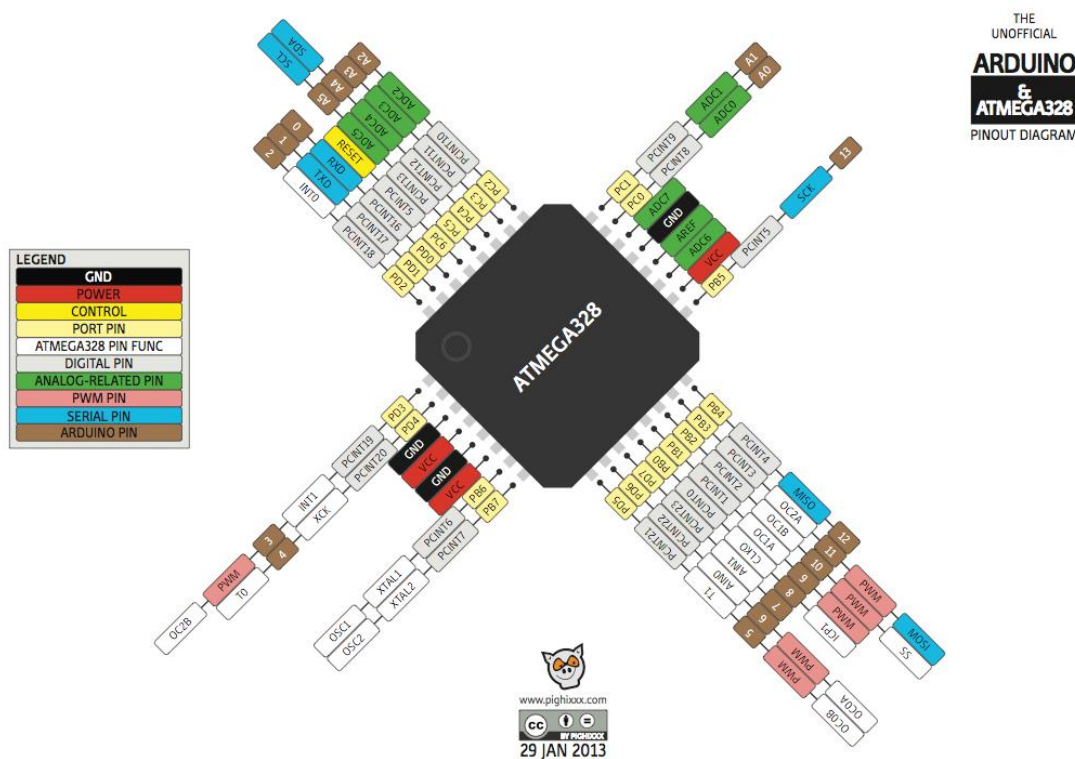 THE
UNOFFICIAL
ARDUINO
&
ATMEGA328
PINOUT DIAGRAM
SDA
SCL
A2
A3
A4
A5
0
1
2
ADC2
ADC3
ADC4
ADC5
RESET
RXD
TXD
INT0
PCINT10
PCINT11
PCINT12
PCINT13
PCINT5
PCINT16
PCINT17
PCINT18
PC2
PC3
PC4
PC5
PC6
PD0
PD1
PD2
A1
A0
ADC1
ADC0
PCINT9
PCINT8
PC1
PC0
ADC7
GND
AREF
ADC6
VCC
PB5
PCINT5
SCK
13
LEGEND
GND
POWER
CONTROL
PORT PIN
ATMEGA328 PIN FUNC
DIGITAL PIN
ANALOG-RELATED PIN
PWM PIN
SERIAL PIN
ARDUINO PIN
ATMEGA328
PD3
PD4
GND
VCC
GND
VCC
PB6
PB7
PCINT19
PCINT20
INT1
XCK
3
4
PWM
T0
OC2B
PCINT6
PCINT7
XTAL1
XTAL2
OSC1
OSC2
PB4
PB3
PB2
PB1
PB0
PD7
PD6
PD5
PCINT4
PCINT3
PCINT2
PCINT1
PCINT0
PCINT23
PCINT22
PCINT21
MISO
OC2A
OC1B
OC1A
CLKO
AIN1
AIN0
T1
12
11
10
9
8
7
6
5
PWM
PWM
PWM
ICP1
MOSI
SS
PWM
PWM
OC0A
OC0B
www.pighixxx.com
cc
BY PIGHIXXX
29 JAN 2013